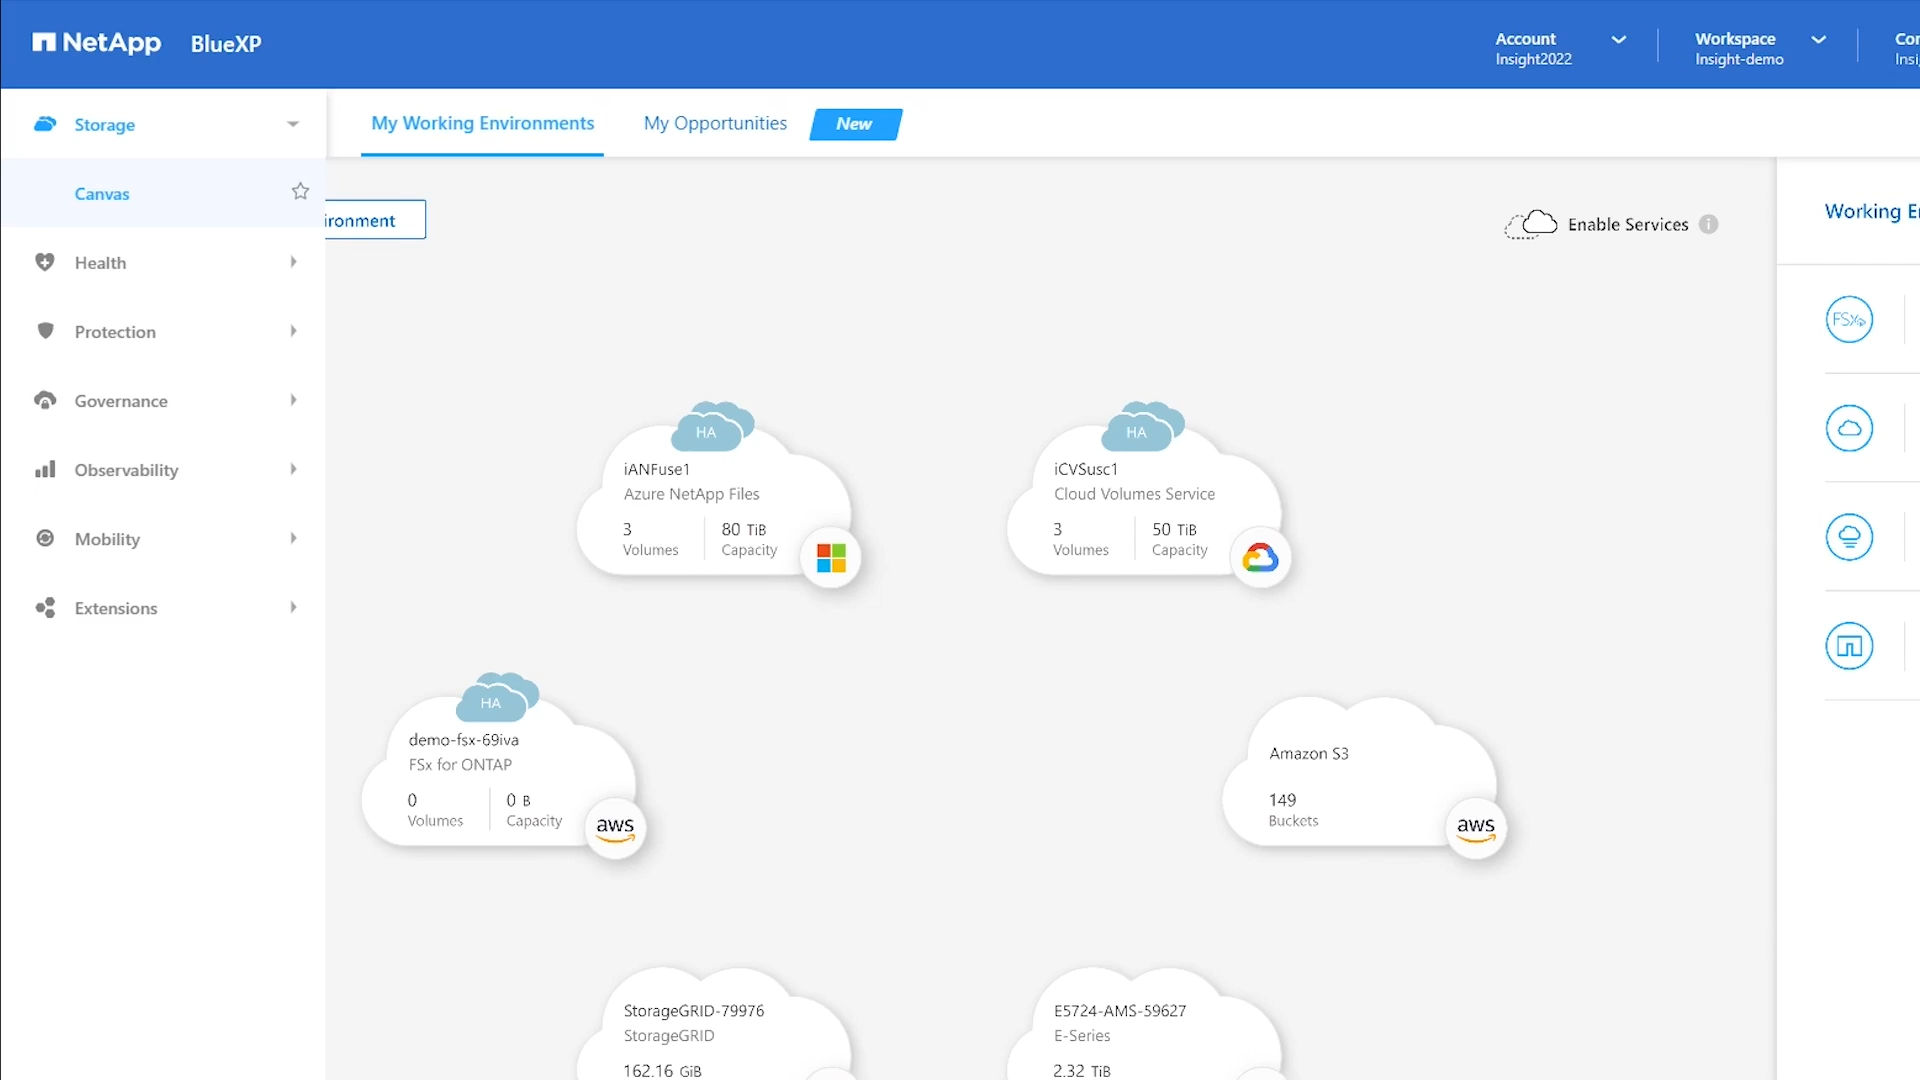 NetApp BlueXP
Account
Insight2022
Workspace
Insight-demo
Storage
Canvas
Health
Protection
Governance
Observability
Mobility
Extensions
My Working Environments
My Opportunities
New
ironment
Enable Services
Working
HA
iANFuse1
Azure NetApp Files
3
Volumes
80 TiB
Capacity
HA
iCVSusc1
Cloud Volumes Service
3
Volumes
50 TiB
Capacity
HA
demo-fsx-69iva
FSx for ONTAP
0
Volumes
0 B
Capacity
aws
Amazon S3
149
Buckets
aws
StorageGRID-79976
StorageGRID
162.16 GiB
E5724-AMS-59627
E-Series
2.32 TiB
FSx